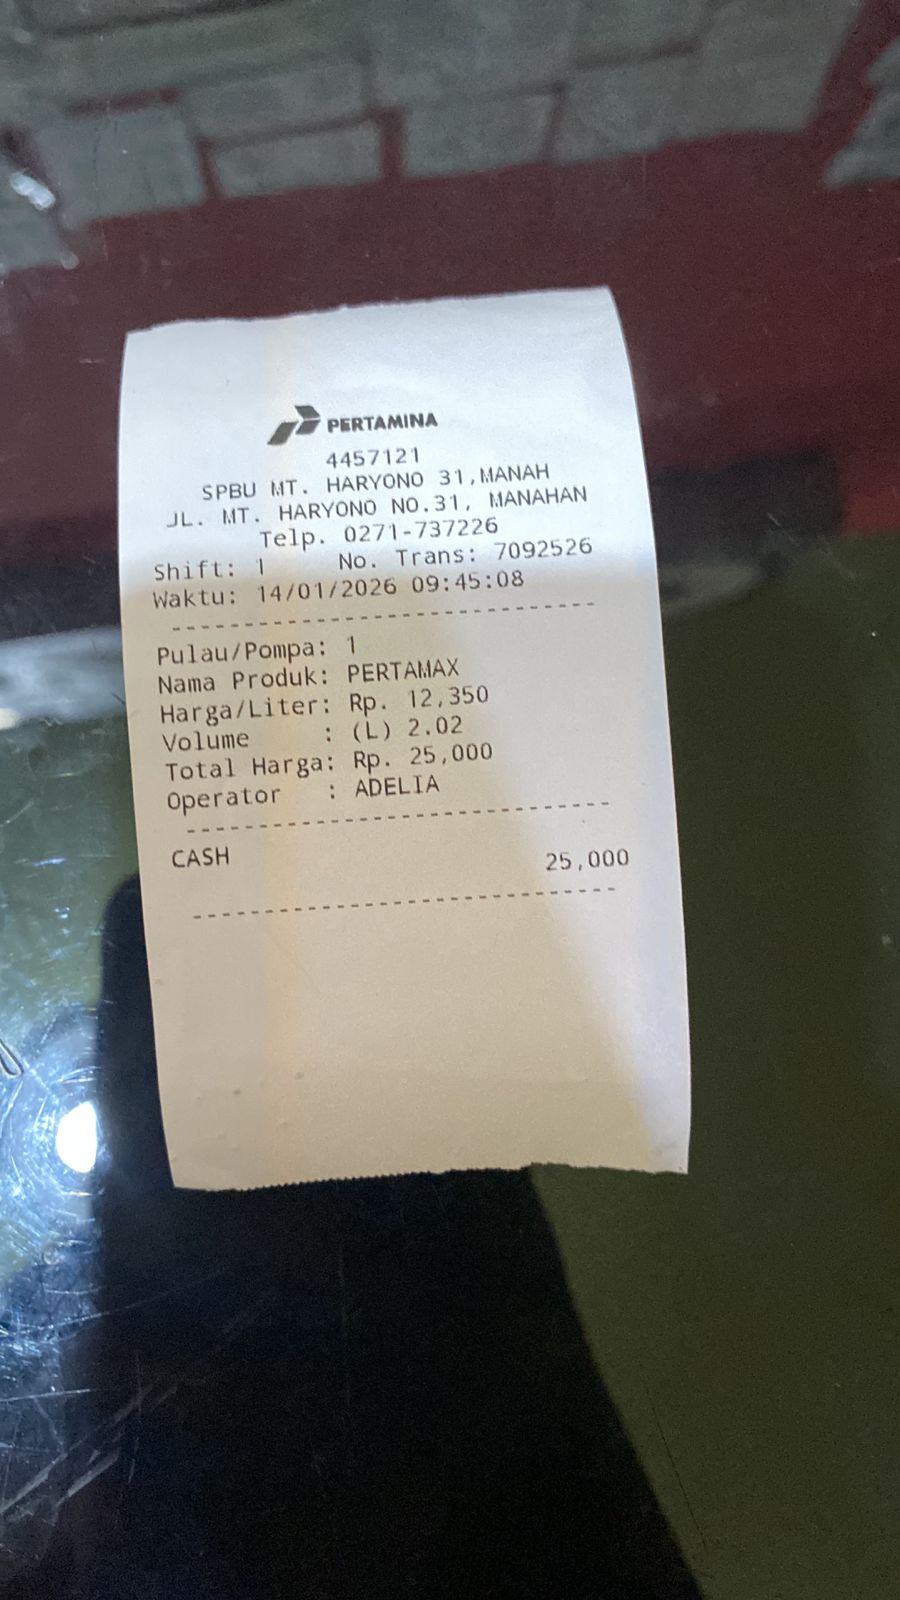 PERTAMINA
4457121
SPBU MT. HARYONO 31,MANAH
JL. MT. HARYONO NO.31, MANAHAN
Telp. 0271-737226
Shift: 1 No. Trans: 7092526
Waktu: 14/01/2026 09:45:08
----------------------------
Pulau/Pompa: 1
Nama Produk: PERTAMAX
Harga/Liter: Rp. 12,350
Volume : (L) 2.02
Total Harga: Rp. 25,000
Operator : ADELIA
----------------------------
CASH 25,000
----------------------------